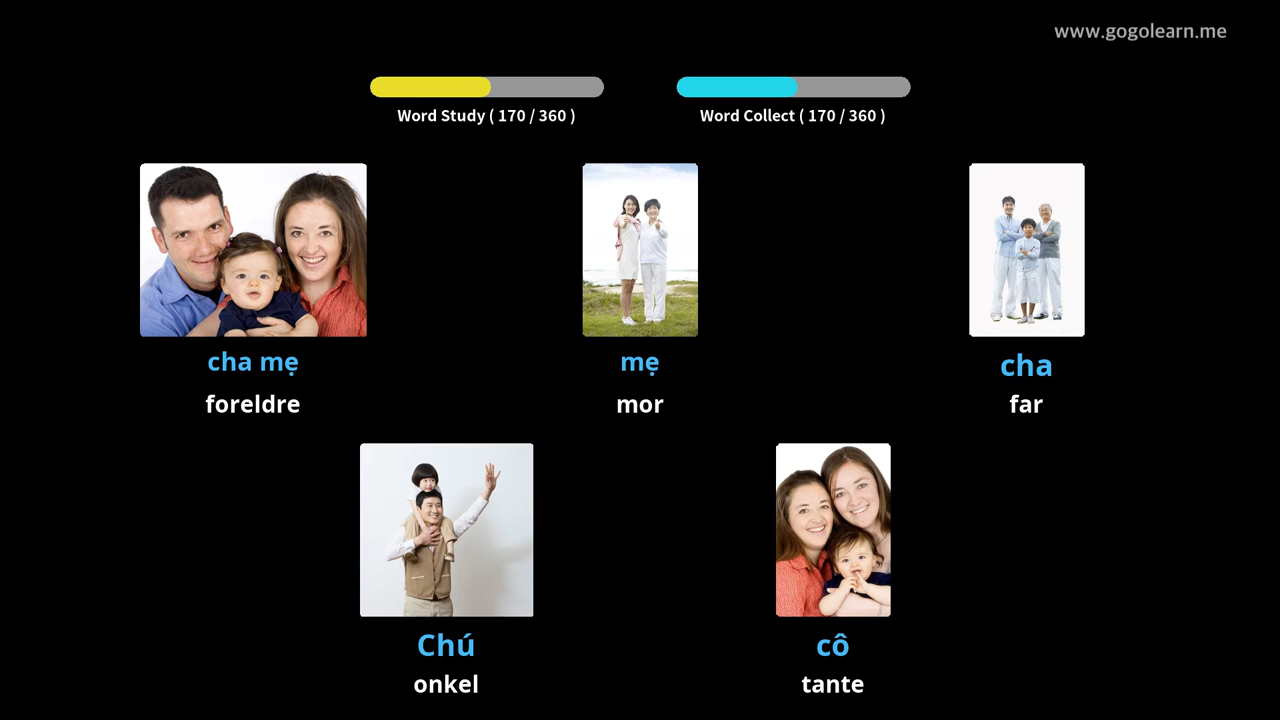 www.gogolearn.me
Word Study ( 170 / 360 )
Word Collect ( 170 / 360 )
cha mẹ
foreldre
mẹ
mor
cha
far
Chú
onkel
cô
tante